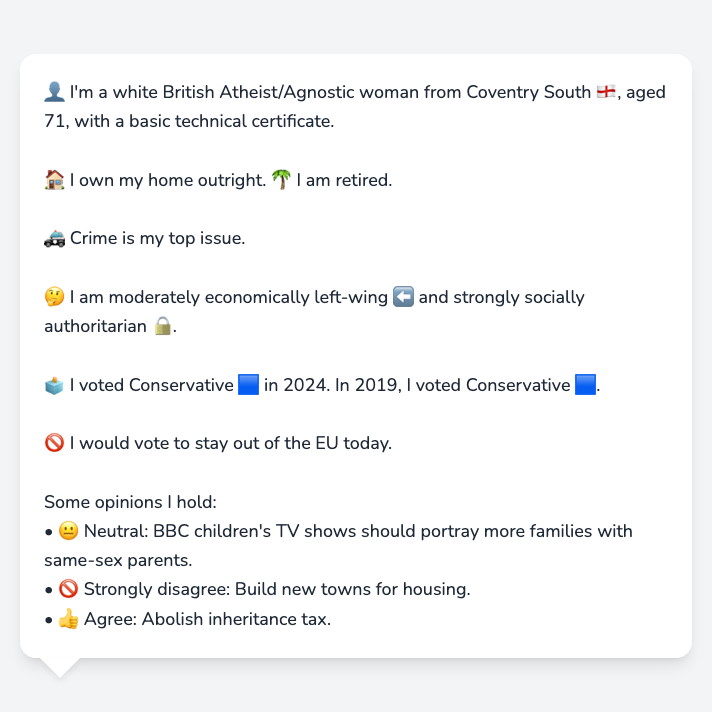 👤 I'm a white British Atheist/Agnostic woman from Coventry South 🏴󠁧󠁢󠁥󠁮󠁧󠁿, aged
71, with a basic technical certificate.
🏠 I own my home outright. 🌴 I am retired.
🚓 Crime is my top issue.
🤔 I am moderately economically left-wing ⬅️ and strongly socially
authoritarian 🔒.
🗳️ I voted Conservative 🟦 in 2024. In 2019, I voted Conservative 🟦.
🚫 I would vote to stay out of the EU today.
Some opinions I hold:
• 😐 Neutral: BBC children's TV shows should portray more families with
same-sex parents.
• 🚫 Strongly disagree: Build new towns for housing.
• 👍 Agree: Abolish inheritance tax.